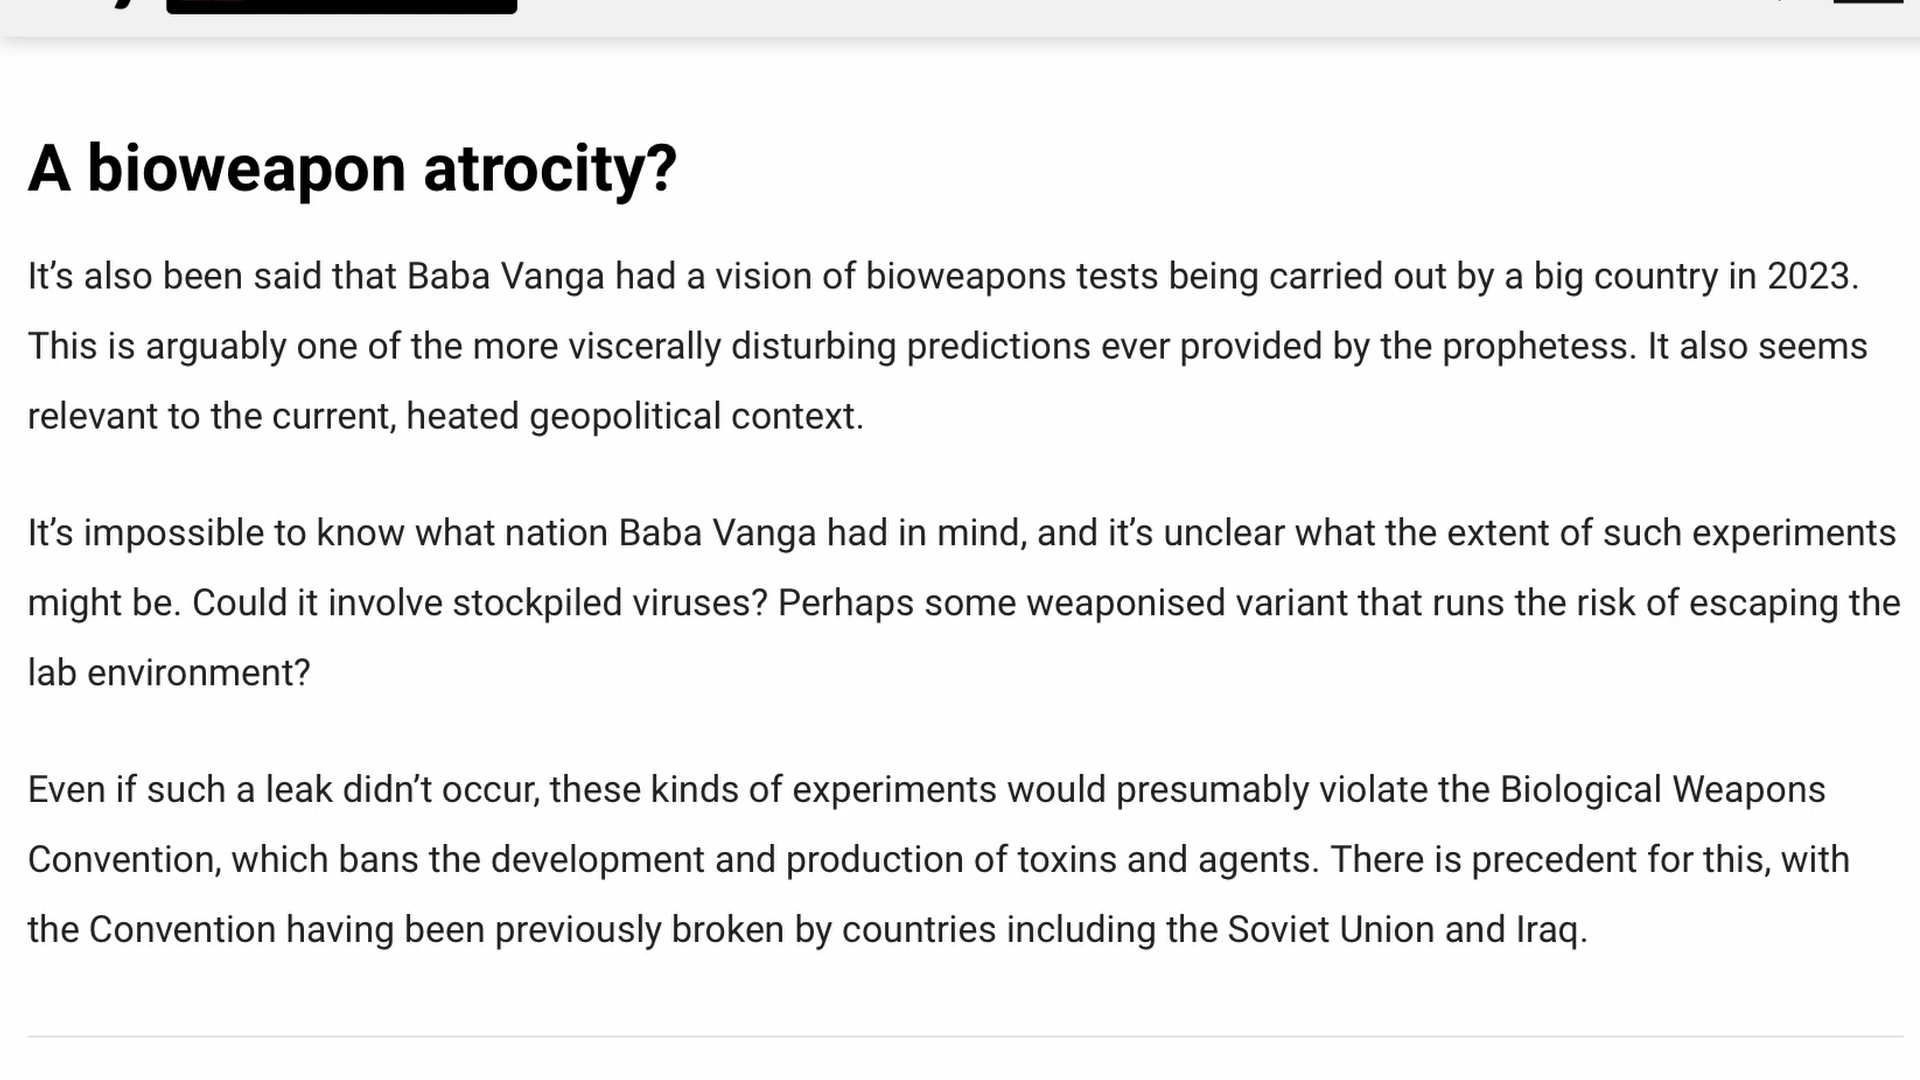 A bioweapon atrocity?
It’s also been said that Baba Vanga had a vision of bioweapons tests being carried out by a big country in 2023.
This is arguably one of the more viscerally disturbing predictions ever provided by the prophetess. It also seems
relevant to the current, heated geopolitical context.
It’s impossible to know what nation Baba Vanga had in mind, and it’s unclear what the extent of such experiments
might be. Could it involve stockpiled viruses? Perhaps some weaponised variant that runs the risk of escaping the
lab environment?
Even if such a leak didn’t occur, these kinds of experiments would presumably violate the Biological Weapons
Convention, which bans the development and production of toxins and agents. There is precedent for this, with
the Convention having been previously broken by countries including the Soviet Union and Iraq.